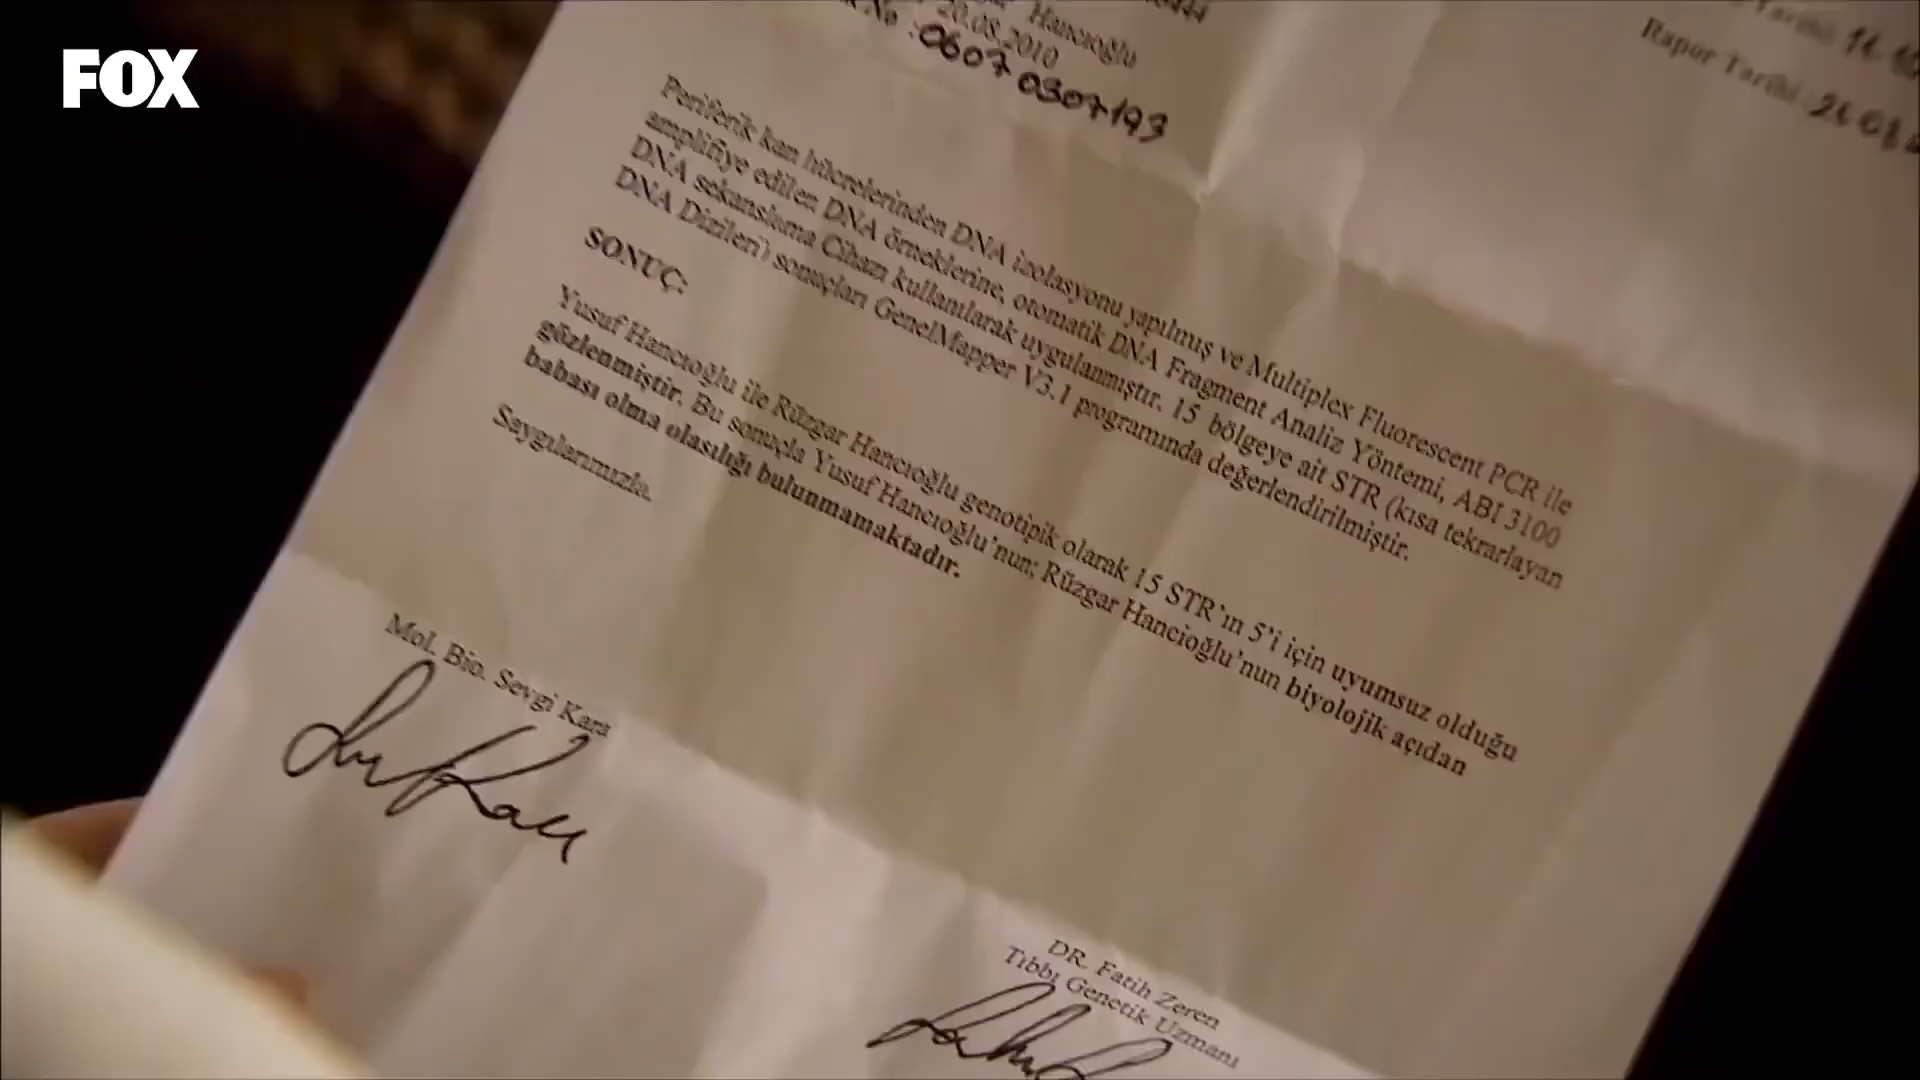 FOX
Hancıoğlu
20.08.2010
No : 0607 0307193
Rapor Tarihi :
Periferik kan hücrelerinden DNA izolasyonu yapılmış ve Multiplex Fluorescent PCR ile
amplifiye edilen DNA örneklerine, otomatik DNA Fragment Analiz Yöntemi, ABI 3100
DNA sekanslama Cihazı kullanılarak uygulanmıştır. 15 bölgeye ait STR (kısa tekrarlayan
DNA Dizileri) sonuçları GenelMapper V3.1 programında değerlendirilmiştir.
SONUÇ:
Yusuf Hancıoğlu ile Rüzgar Hancıoğlu genotipik olarak 15 STR'ın 5'i için uyumsuz olduğu
gözlenmiştir. Bu sonuçla Yusuf Hancıoğlu'nun; Rüzgar Hancıoğlu'nun biyolojik açıdan
babası olma olasılığı bulunmamaktadır.
Saygılarımızla.
Mol. Bio. Sevgi Kara
DR. Fatih Zeren
Tıbbi Genetik Uzmanı